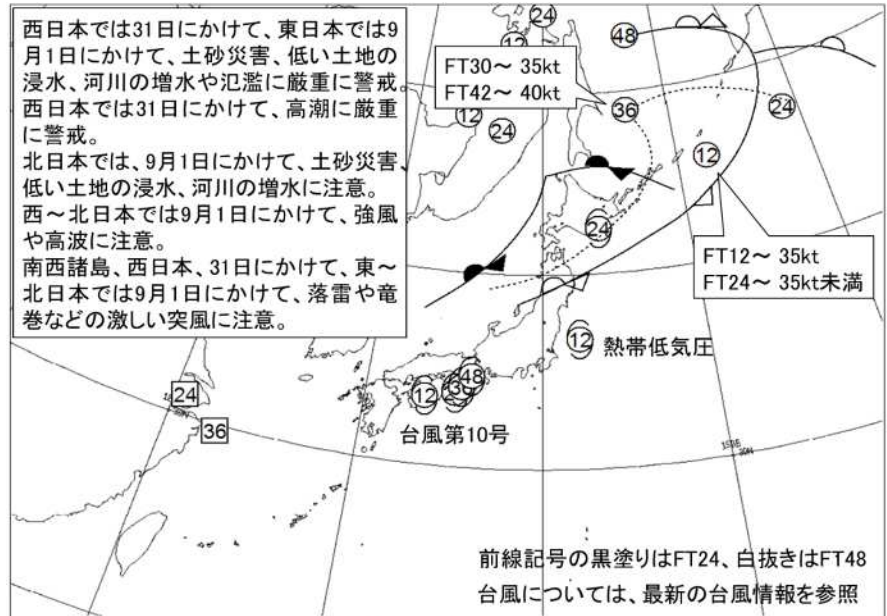 西日本では31日にかけて、東日本では9
月1日にかけて、土砂災害、低い土地の
浸水、河川の増水や氾濫に厳重に警戒。
西日本では31日にかけて、高潮に厳重
に警戒。
北日本では、9月1日にかけて、土砂災害、
低い土地の浸水、河川の増水に注意。
西～北日本では9月1日にかけて、強風
や高波に注意。
南西諸島、西日本、31日にかけて、東～
北日本では9月1日にかけて、落雷や竜
巻などの激しい突風に注意。
24
12
48
FT30～ 35kt
FT42～ 40kt
36
24
12
24
12
24
FT12～ 35kt
FT24～ 35kt未満
12
熱帯低気圧
48
12
台風第10号
24
36
前線記号の黒塗りはFT24、白抜きはFT48
台風については、最新の台風情報を参照